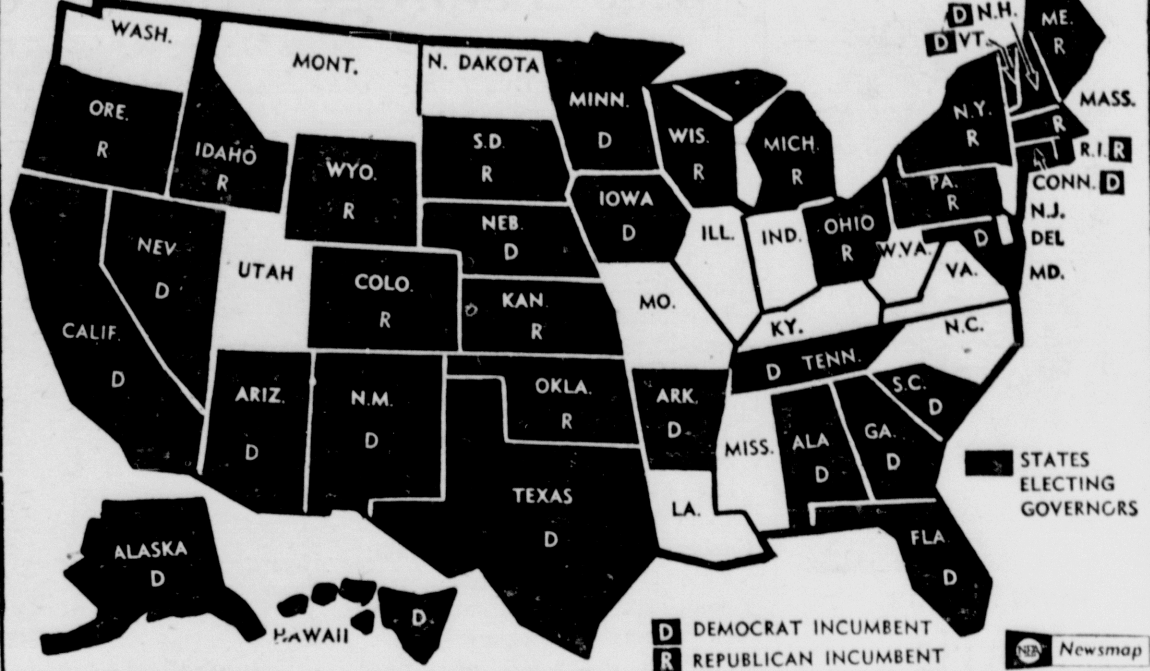 WASH.
MONT.
N. DAKOTA
MINN.
D
ORE.
R
IDAHO
R
WYO.
R
S.D.
R
WIS.
R
MICH.
R
D N.H.
D VT.
ME.
R
N.Y.
R
MASS.
R
R.I. R
CONN. D
N.J.
DEL
MD.
D
PA.
R
NEV
D
UTAH
COLO.
R
NEB.
D
IOWA
D
ILL.
IND.
OHIO
R
W.VA.
VA.
CALIF.
D
KAN.
R
MO.
KY.
N.C.
D TENN.
ARIZ.
D
N.M.
D
OKLA.
R
ARK.
D
S.C.
D
MISS.
ALA
D
GA.
D
TEXAS
D
LA.
FLA.
D
ALASKA
D
HAWAII
D
STATES
ELECTING
GOVERNORS
D DEMOCRAT INCUMBENT
R REPUBLICAN INCUMBENT
NEA Newsmap